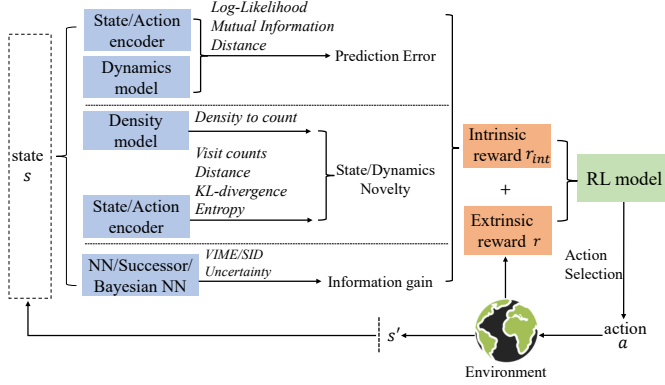 state
s
State/Action
encoder
Dynamics
model
Log-Likelihood
Mutual Information
Distance
Prediction Error
Density
model
Density to count
Visit counts
Distance
KL-divergence
Entropy
State/Action
encoder
State/Dynamics
Novelty
NN/Successor/
Bayesian NN
VIME/SID
Uncertainty
Information gain
Intrinsic
reward r_int
+
Extrinsic
reward r
RL model
Action
Selection
action
a
Environment
s'